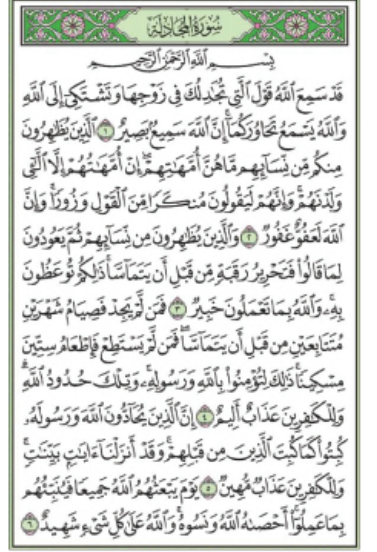 سُورَةُ المُجَادلَةِ
بِسْمِ اللَّهِ الرَّحْمَٰنِ الرَّحِيمِ
قَدْ سَمِعَ اللَّهُ قَوْلَ الَّتِي تُجَادِلُكَ فِي زَوْجِهَا وَتَشْتَكِي إِلَى اللَّهِ
وَاللَّهُ يَسْمَعُ تَحَاوُرَكُمَا إِنَّ اللَّهَ سَمِيعٌ بَصِيرٌ ١ الَّذِينَ يُظَاهِرُونَ
مِنكُم مِّن نِّسَائِهِم مَّا هُنَّ أُمَّهَاتِهِمْ إِنْ أُمَّهَاتُهُمْ إِلَّا الَّتِي
وَلَدْنَهُمْ وَإِنَّهُمْ لَيَقُولُونَ مُنكَرًا مِّنَ الْقَوْلِ وَزُورًا وَإِنَّ
اللَّهَ لَعَفُوٌّ غَفُورٌ ٢ وَالَّذِينَ يُظَاهِرُونَ مِن نِّسَائِهِمْ ثُمَّ يَعُودُونَ
لِمَا قَالُوا فَتَحْرِيرُ رَقَبَةٍ مِّن قَبْلِ أَن يَتَمَاسَّا ذَٰلِكُمْ تُوعَظُونَ
بِهِ وَاللَّهُ بِمَا تَعْمَلُونَ خَبِيرٌ ٣ فَمَن لَّمْ يَجِدْ فَصِيَامُ شَهْرَيْنِ
مُتَتَابِعَيْنِ مِن قَبْلِ أَن يَتَمَاسَّا فَمَن لَّمْ يَسْتَطِعْ فَإِطْعَامُ سِتِّينَ
مِسْكِينًا ذَٰلِكَ لِتُؤْمِنُوا بِاللَّهِ وَرَسُولِهِ وَتِلْكَ حُدُودُ اللَّهِ
وَلِلْكَافِرِينَ عَذَابٌ أَلِيمٌ ٤ إِنَّ الَّذِينَ يُحَادُّونَ اللَّهَ وَرَسُولَهُ
كُبِتُوا كَمَا كُبِتَ الَّذِينَ مِن قَبْلِهِمْ وَقَدْ أَنزَلْنَا آيَاتٍ بَيِّنَاتٍ
وَلِلْكَافِرِينَ عَذَابٌ مُّهِينٌ ٥ يَوْمَ يَبْعَثُهُمُ اللَّهُ جَمِيعًا فَيُنَبِّئُهُم
بِمَا عَمِلُوا أَحْصَاهُ اللَّهُ وَنَسُوهُ وَاللَّهُ عَلَىٰ كُلِّ شَيْءٍ شَهِيدٌ ٦